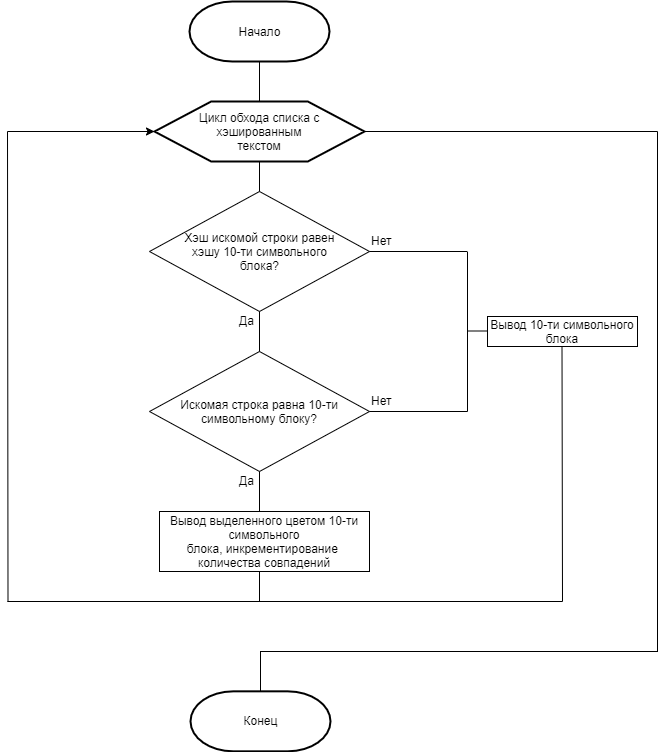 Начало
Цикл обхода списка с
хэшированным
текстом
Хэш искомой строки равен
хэшу 10-ти символьного
блока?
Нет
Да
Вывод 10-ти символьного
блока
Искомая строка равна 10-ти
символьному блоку?
Нет
Да
Вывод выделенного цветом 10-ти
символьного
блока, инкрементирование
количества совпадений
Конец